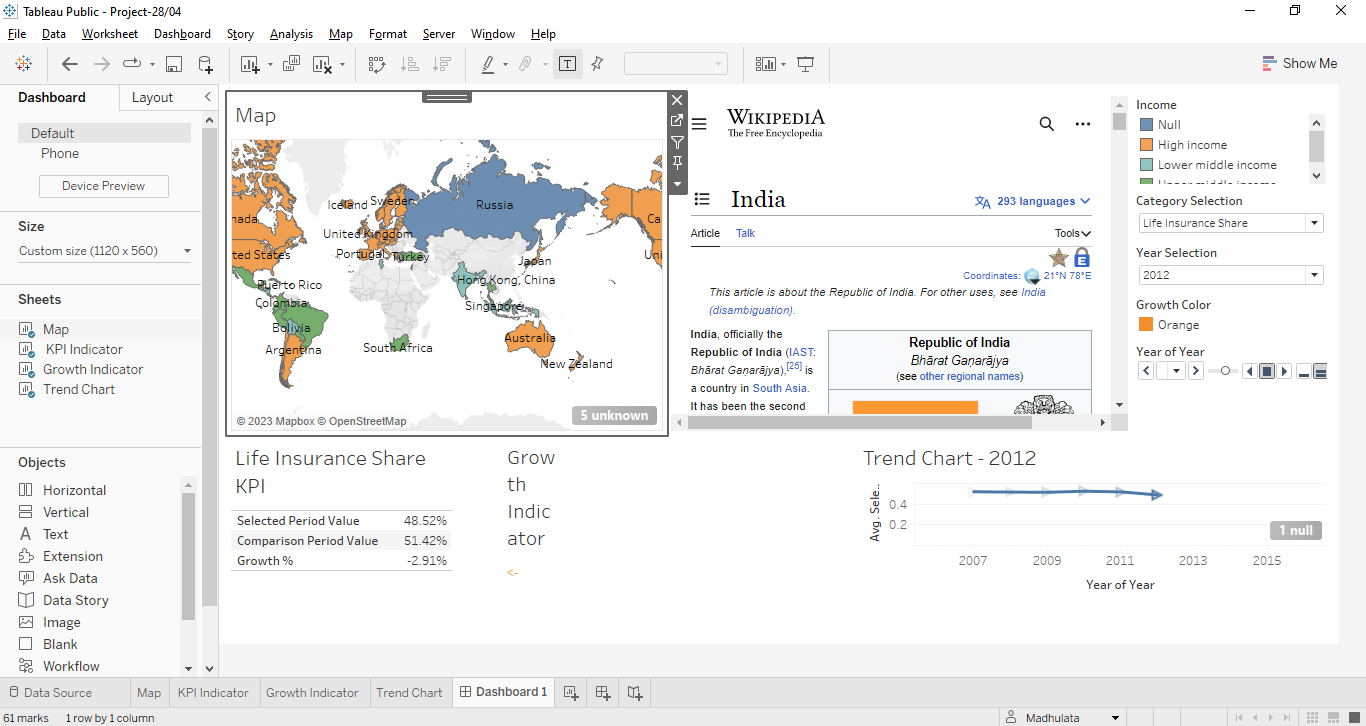 Tableau Public - Project-28/04
File Data Worksheet Dashboard Story Analysis Map Format Server Window Help
Show Me
Dashboard Layout
Default
Phone
Device Preview
Size
Custom size (1120 x 560)
Sheets
Map
KPI Indicator
Growth Indicator
Trend Chart
Objects
Horizontal
Vertical
Text
Extension
Ask Data
Data Story
Image
Blank
Workflow
Map
Iceland Sweden
Russia
nada
United Kingdom
Ca
ted States
Portugal Turkey
Japan
Uni
Puerto Rico
Hong Kong, China
Colombia
Singapore
Bolivia
Argentina
South Africa
Australia
New Zealand
© 2023 Mapbox © OpenStreetMap
5 unknown
WIKIPEDIA
The Free Encyclopedia
India
293 languages
Article Talk
Tools
Coordinates: 21°N 78°E
This article is about the Republic of India. For other uses, see India
(disambiguation).
India, officially the
Republic of India (IAST:
Bhārat Gaṇarājya),[25] is
a country in South Asia.
It has been the second
Republic of India
Bhārat Gaṇarājya
(see other regional names)
Income
Null
High income
Lower middle income
Upper middle income
Category Selection
Life Insurance Share
Year Selection
2012
Growth Color
Orange
Year of Year
Life Insurance Share
KPI
Selected Period Value 48.52%
Comparison Period Value 51.42%
Growth % -2.91%
Grow
th
Indic
ator
<-
Trend Chart - 2012
Avg. Sele..
0.4
0.2
1 null
2007 2009 2011 2013 2015
Year of Year
Data Source Map KPI Indicator Growth Indicator Trend Chart Dashboard 1
61 marks 1 row by 1 column
Madhulata